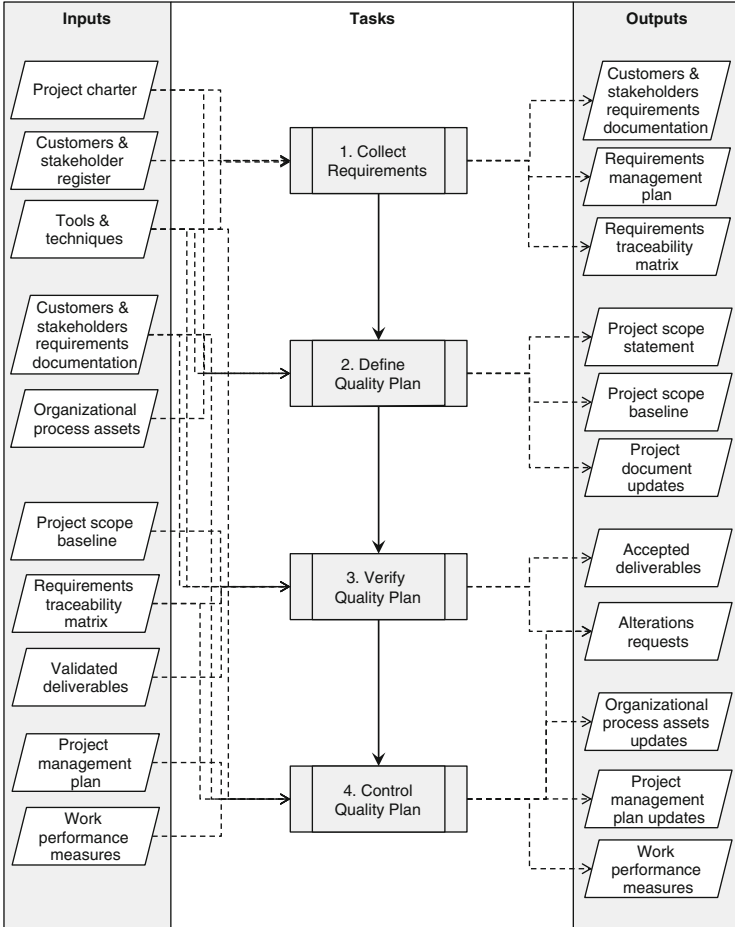 Inputs
Tasks
Outputs
Project charter
Customers &
stakeholder
register
Tools &
techniques
Customers &
stakeholders
requirements
documentation
Organizational
process assets
Project scope
baseline
Requirements
traceability
matrix
Validated
deliverables
Project
management
plan
Work
performance
measures
1. Collect
Requirements
2. Define
Quality Plan
3. Verify
Quality Plan
4. Control
Quality Plan
Customers &
stakeholders
requirements
documentation
Requirements
management
plan
Requirements
traceability
matrix
Project scope
statement
Project scope
baseline
Project
document
updates
Accepted
deliverables
Alterations
requests
Organizational
process assets
updates
Project
management
plan updates
Work
performance
measures